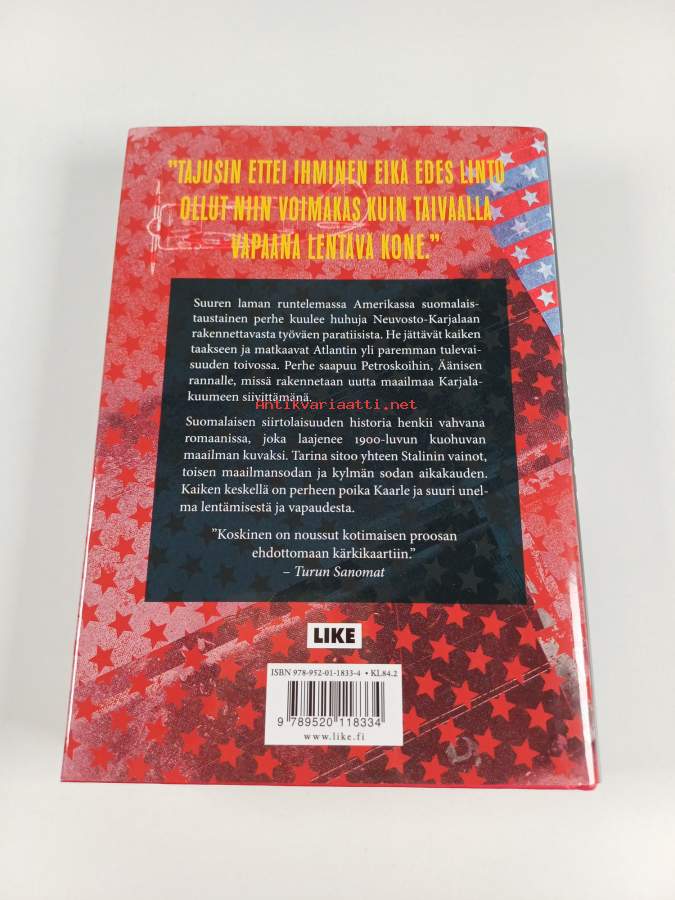 "TAJUSIN ETTEI IHMINEN EIKÄ EDES LINTU
OLLUT NIIN VOIMAKAS KUIN TAIVAALLA
VAPAANA LENTÄVÄ KONE."
Suuren laman runtelemassa Amerikassa suomalais-
taustainen perhe kuulee huhuja Neuvosto-Karjalaan
rakennettavasta työväen paratiisista. He jättävät kaiken
taakseen ja matkaavat Atlantin yli paremman tulevai-
suuden toivossa. Perhe saapuu Petroskoihin, Äänisen
rannalle, missä rakennetaan uutta maailmaa Karjala-
kuumeen siivittämänä.
Antikvariaatti.net
Suomalaisen siirtolaisuuden historia henkii vahvana
romaanissa, joka laajenee 1900-luvun kuohuvan
maailman kuvaksi. Tarina sitoo yhteen Stalinin vainot,
toisen maailmansodan ja kylmän sodan aikakauden.
Kaiken keskellä on perheen poika Kaarle ja suuri unel-
ma lentämisestä ja vapaudesta.
"Koskinen on noussut kotimaisen proosan
ehdottomaan kärkikaartiin."
– Turun Sanomat
LIKE
ISBN 978-952-01-1833-4 • KL84.2
9 789520 118334
www.like.fi